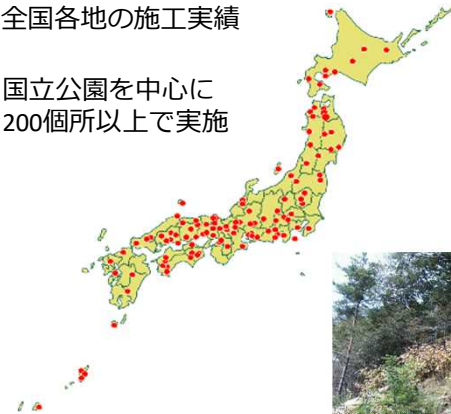 全国各地の施工実績
国立公園を中心に
200個所以上で実施